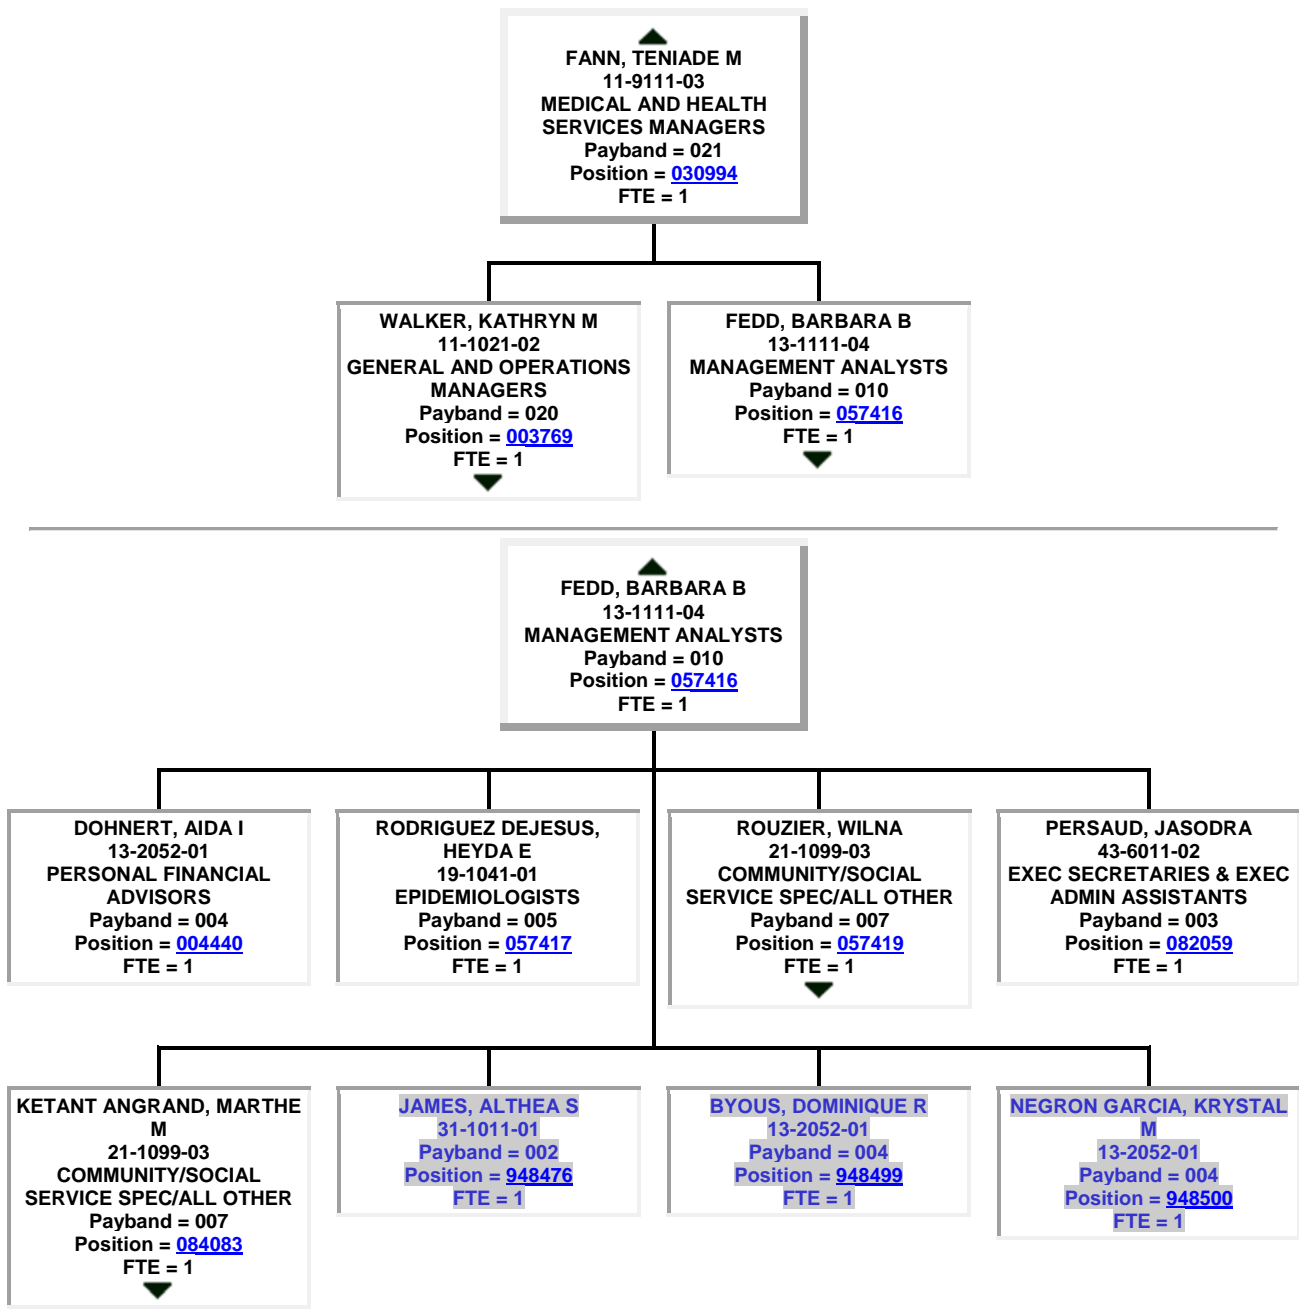 FANN, TENIADE M
11-9111-03
MEDICAL AND HEALTH
SERVICES MANAGERS
Payband = 021
Position = 030994
FTE = 1
WALKER, KATHRYN M
11-1021-02
GENERAL AND OPERATIONS
MANAGERS
Payband = 020
Position = 003769
FTE = 1
FEDD, BARBARA B
13-1111-04
MANAGEMENT ANALYSTS
Payband = 010
Position = 057416
FTE = 1
FEDD, BARBARA B
13-1111-04
MANAGEMENT ANALYSTS
Payband = 010
Position = 057416
FTE = 1
DOHNERT, AIDA I
13-2052-01
PERSONAL FINANCIAL
ADVISORS
Payband = 004
Position = 004440
FTE = 1
RODRIGUEZ DEJESUS,
HEYDA E
19-1041-01
EPIDEMIOLOGISTS
Payband = 005
Position = 057417
FTE = 1
ROUZIER, WILNA
21-1099-03
COMMUNITY/SOCIAL
SERVICE SPEC/ALL OTHER
Payband = 007
Position = 057419
FTE = 1
PERSAUD, JASODRA
43-6011-02
EXEC SECRETARIES & EXEC
ADMIN ASSISTANTS
Payband = 003
Position = 082059
FTE = 1
KETANT ANGRAND, MARTHE
M
21-1099-03
COMMUNITY/SOCIAL
SERVICE SPEC/ALL OTHER
Payband = 007
Position = 084083
FTE = 1
JAMES, ALTHEA S
31-1011-01
Payband = 002
Position = 948476
FTE = 1
BYOUS, DOMINIQUE R
13-2052-01
Payband = 004
Position = 948499
FTE = 1
NEGRON GARCIA, KRYSTAL
M
13-2052-01
Payband = 004
Position = 948500
FTE = 1